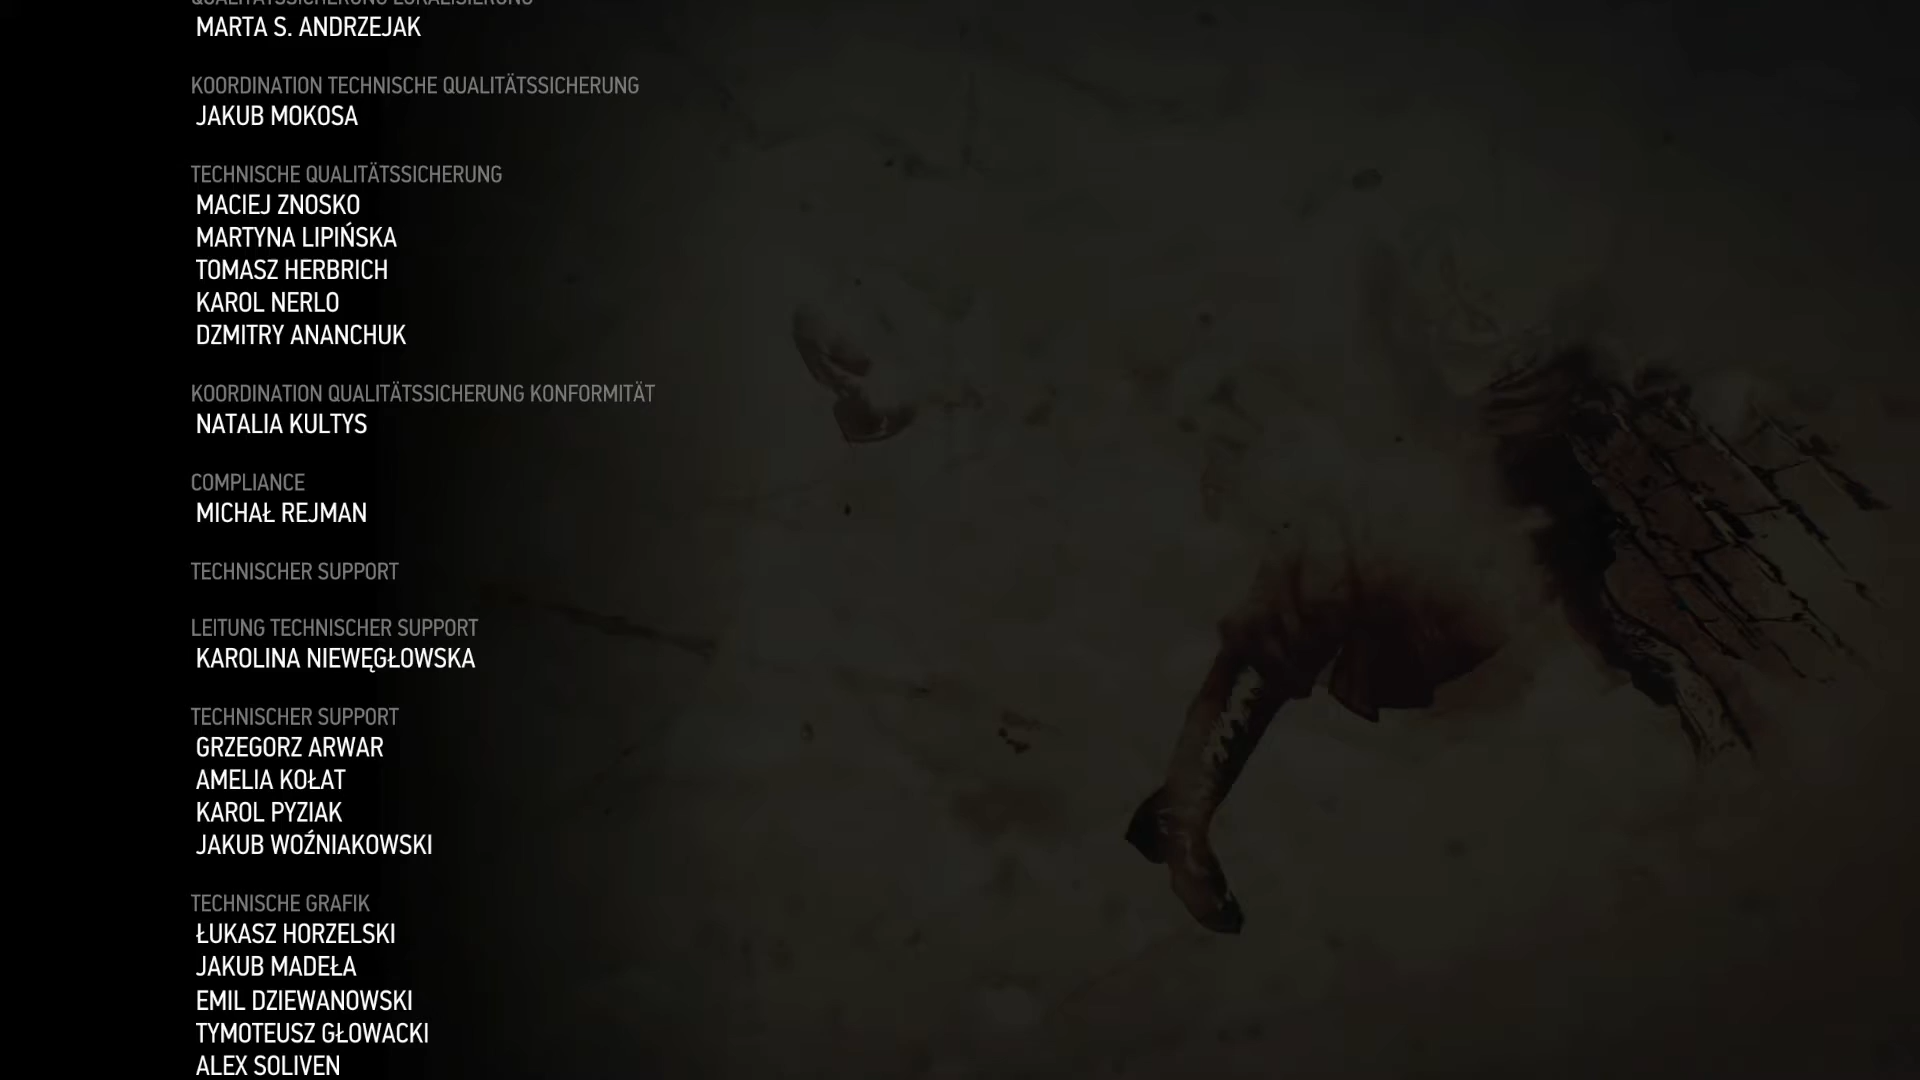 QUALITÄTSSICHERUNG LOKALISIERUNG
MARTA S. ANDRZEJAK
KOORDINATION TECHNISCHE QUALITÄTSSICHERUNG
JAKUB MOKOSA
TECHNISCHE QUALITÄTSSICHERUNG
MACIEJ ZNOSKO
MARTYNA LIPIŃSKA
TOMASZ HERBRICH
KAROL NERLO
DZMITRY ANANCHUK
KOORDINATION QUALITÄTSSICHERUNG KONFORMITÄT
NATALIA KULTYS
COMPLIANCE
MICHAŁ REJMAN
TECHNISCHER SUPPORT
LEITUNG TECHNISCHER SUPPORT
KAROLINA NIEWĘGŁOWSKA
TECHNISCHER SUPPORT
GRZEGORZ ARWAR
AMELIA KOŁAT
KAROL PYZIAK
JAKUB WOŹNIAKOWSKI
TECHNISCHE GRAFIK
ŁUKASZ HORZELSKI
JAKUB MADEŁA
EMIL DZIEWANOWSKI
TYMOTEUSZ GŁOWACKI
ALEX SOLIVEN